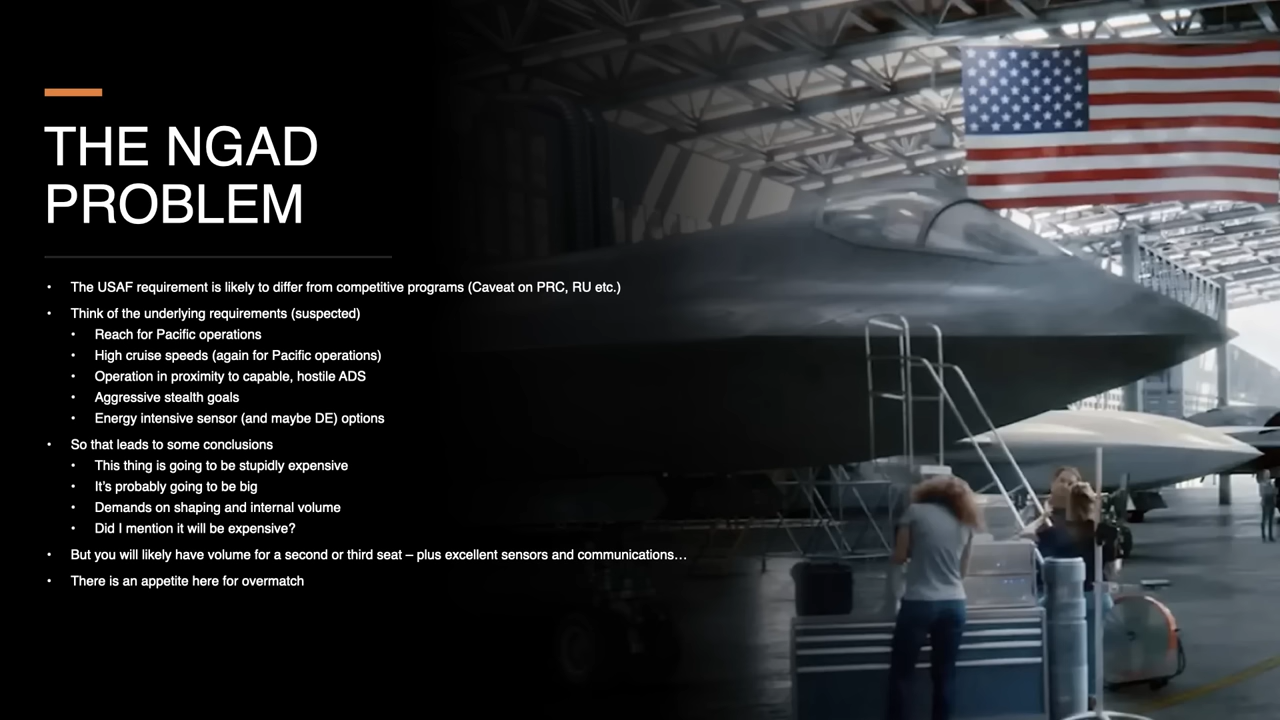 THE NGAD
PROBLEM
• The USAF requirement is likely to differ from competitive programs (Caveat on PRC, RU etc.)
• Think of the underlying requirements (suspected)
• Reach for Pacific operations
• High cruise speeds (again for Pacific operations)
• Operation in proximity to capable, hostile ADS
• Aggressive stealth goals
• Energy intensive sensor (and maybe DE) options
• So that leads to some conclusions
• This thing is going to be stupidly expensive
• It’s probably going to be big
• Demands on shaping and internal volume
• Did I mention it will be expensive?
• But you will likely have volume for a second or third seat – plus excellent sensors and communications…
• There is an appetite here for overmatch